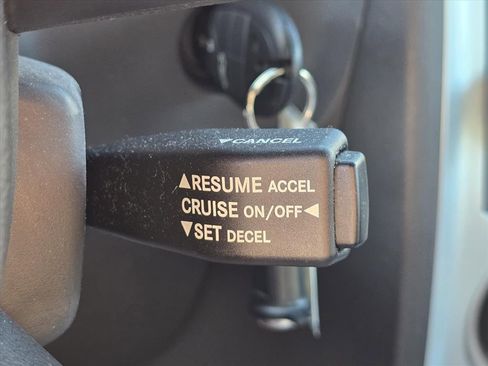 ▼CANCEL
▲RESUME ACCEL
CRUISE ON/OFF◀
▼SET DECEL